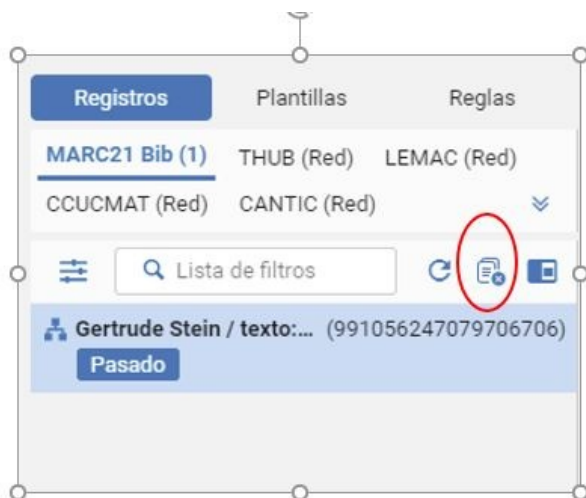 Registros Plantillas Reglas
MARC21 Bib (1) THUB (Red) LEMAC (Red)
CCUCMAT (Red) CANTIC (Red)
Lista de filtros
Gertrude Stein / texto:... (991056247079706706)
Pasado